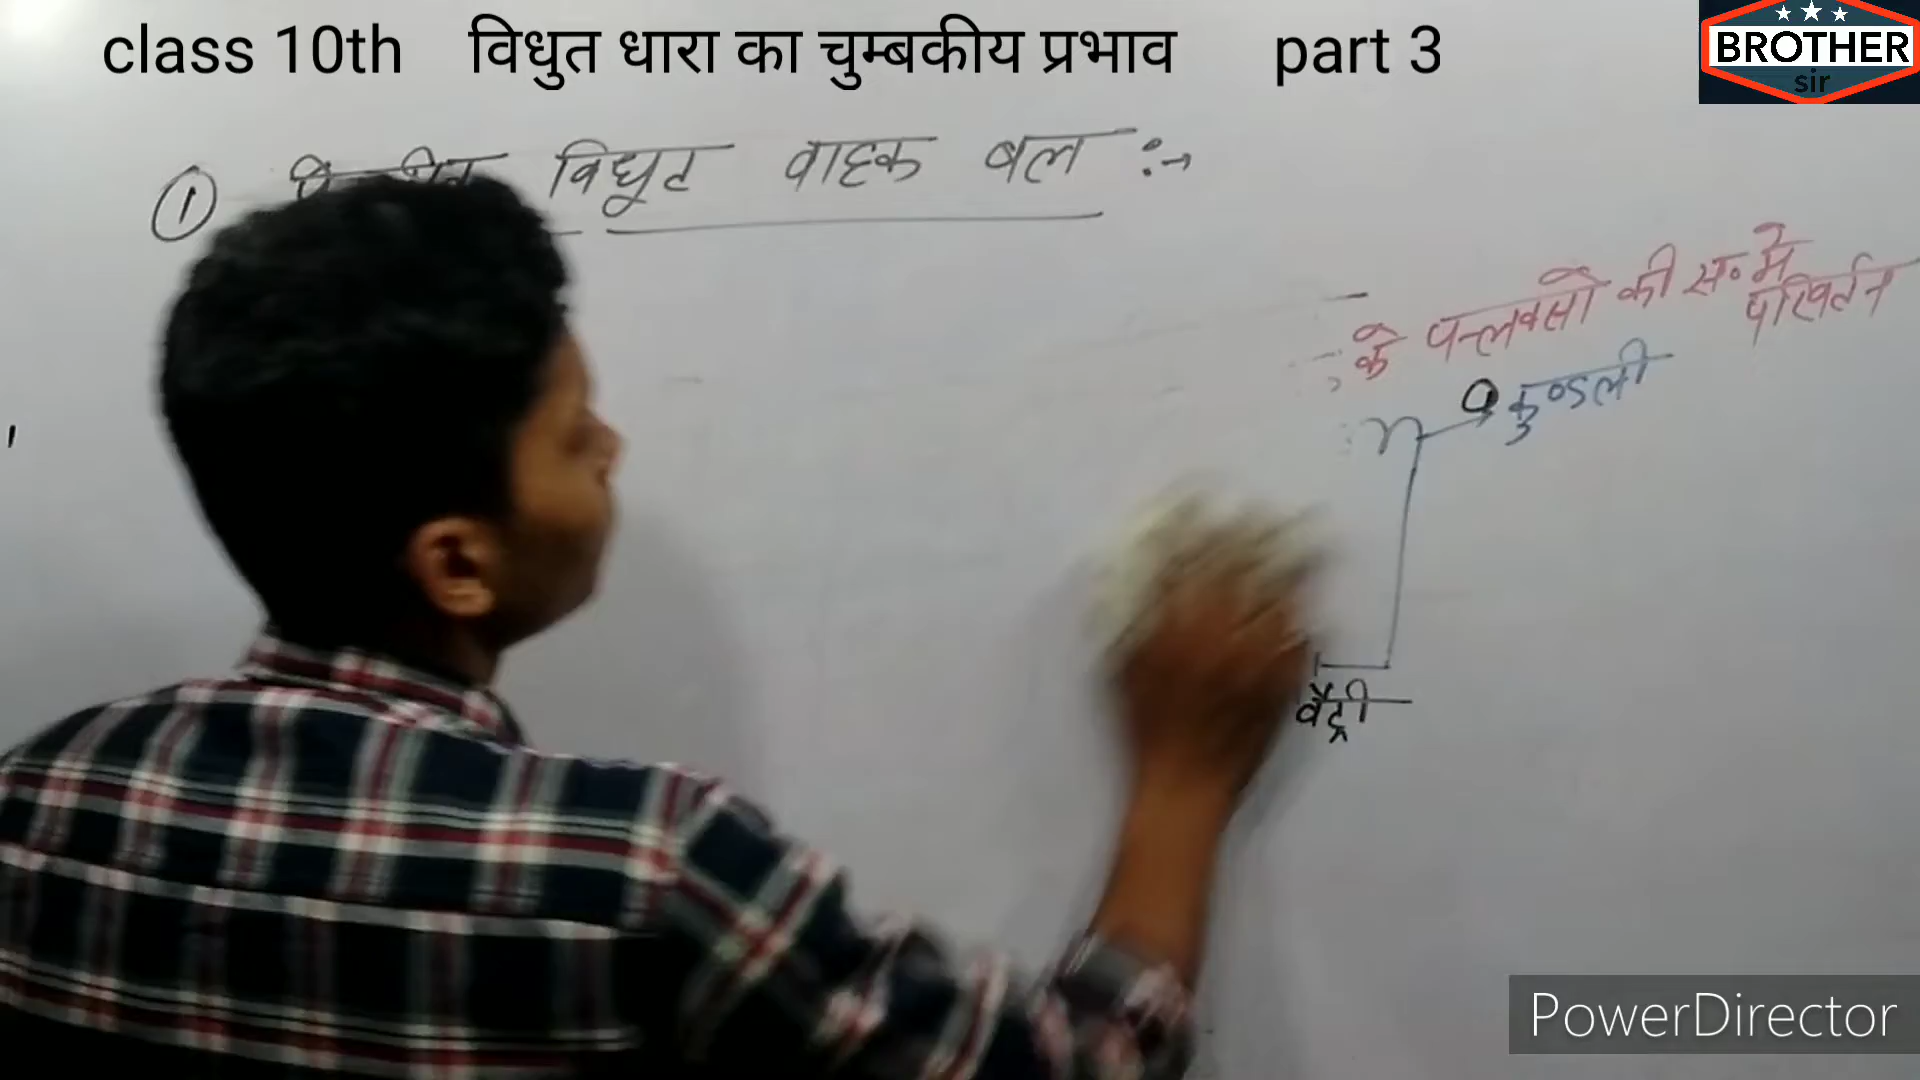 class 10th विधुत धारा का चुम्बकीय प्रभाव part 3
BROTHER
sir
① विधूट वाहक बल :→
के फ्लक्सो की स॰ में
परिवर्तन
कुण्डली
बैट्री
PowerDirector